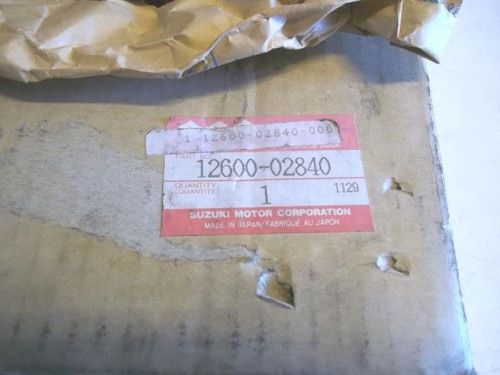 1-12600-02840-000
PART NO.
12600-02840
QUANTITY
QUANTITE
1
1129
SUZUKI MOTOR CORPORATION
MADE IN JAPAN/FABRIQUÉ AU JAPON